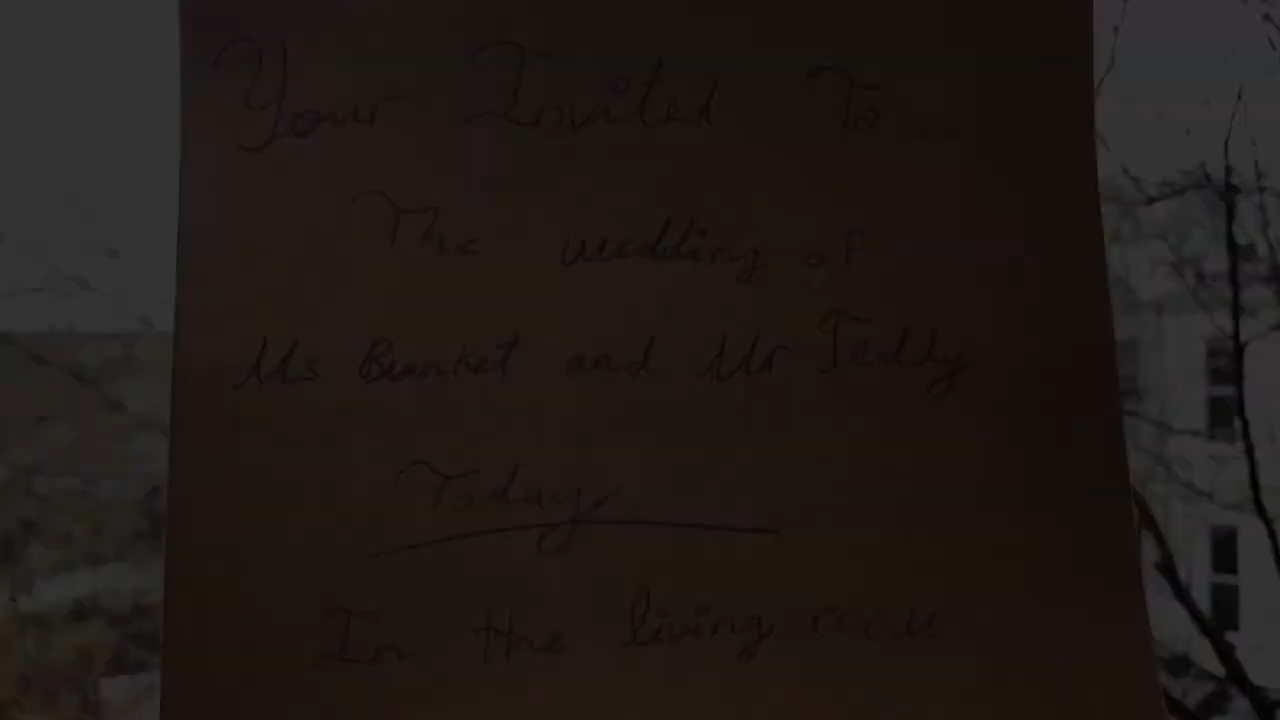 Your Invited To...
The wedding of
Ms Blanket and Mr Teddy
Today
In the living room